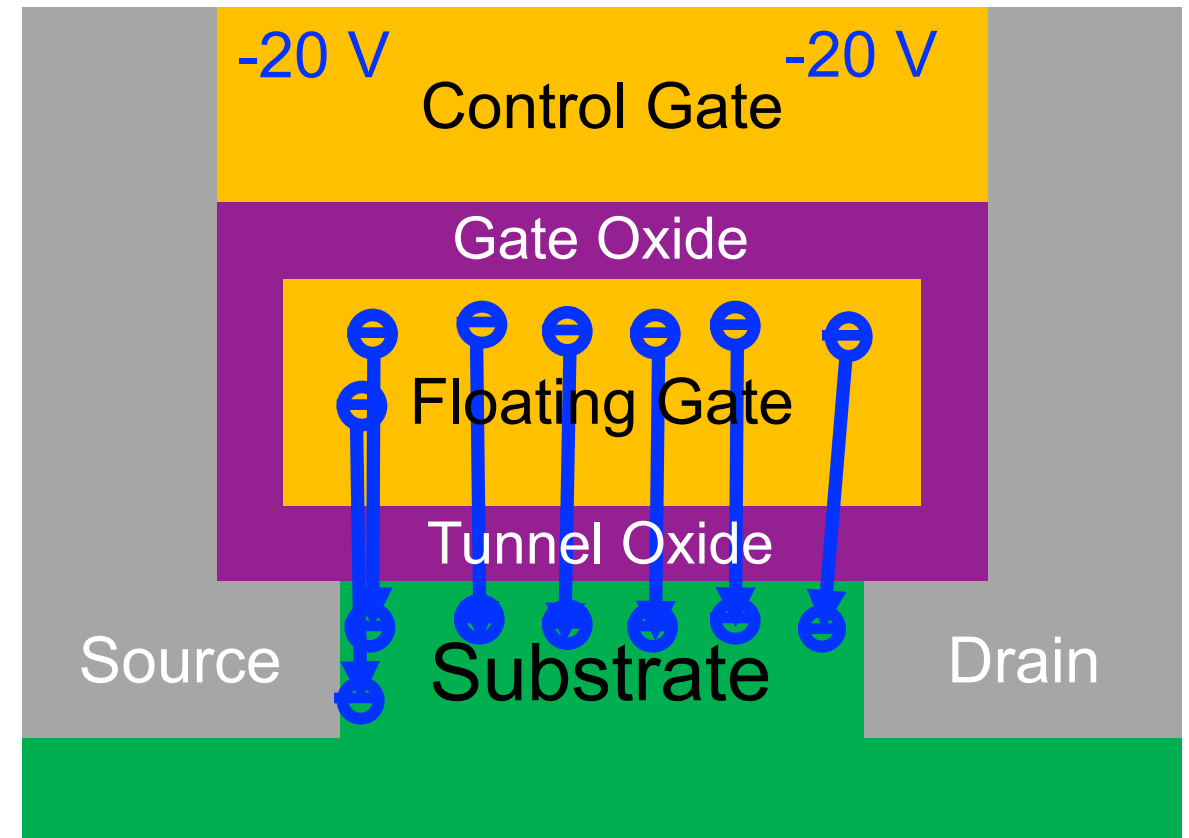 -20 V -20 V
Control Gate
Gate Oxide
Floating Gate
Tunnel Oxide
Source Substrate Drain